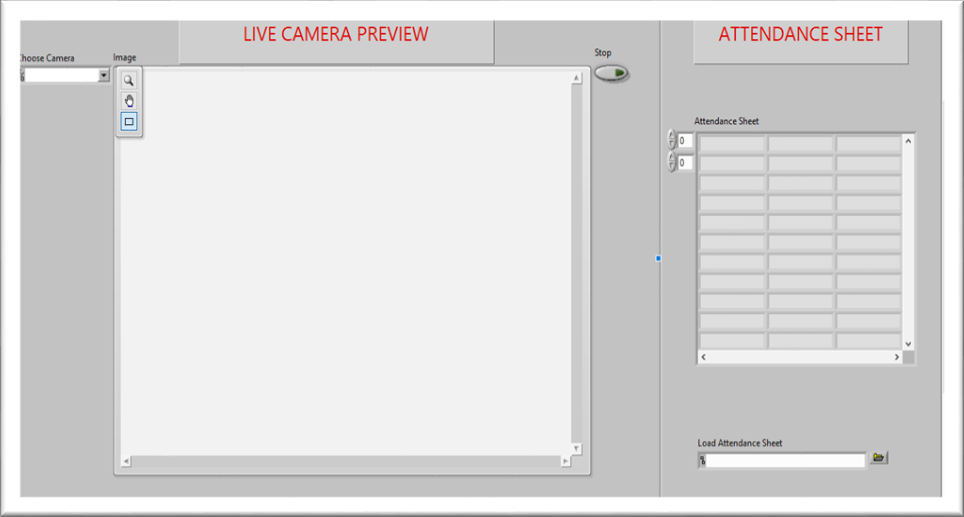 LIVE CAMERA PREVIEW
ATTENDANCE SHEET
Choose Camera
Image
Stop
Attendance Sheet
0
0
Load Attendance Sheet